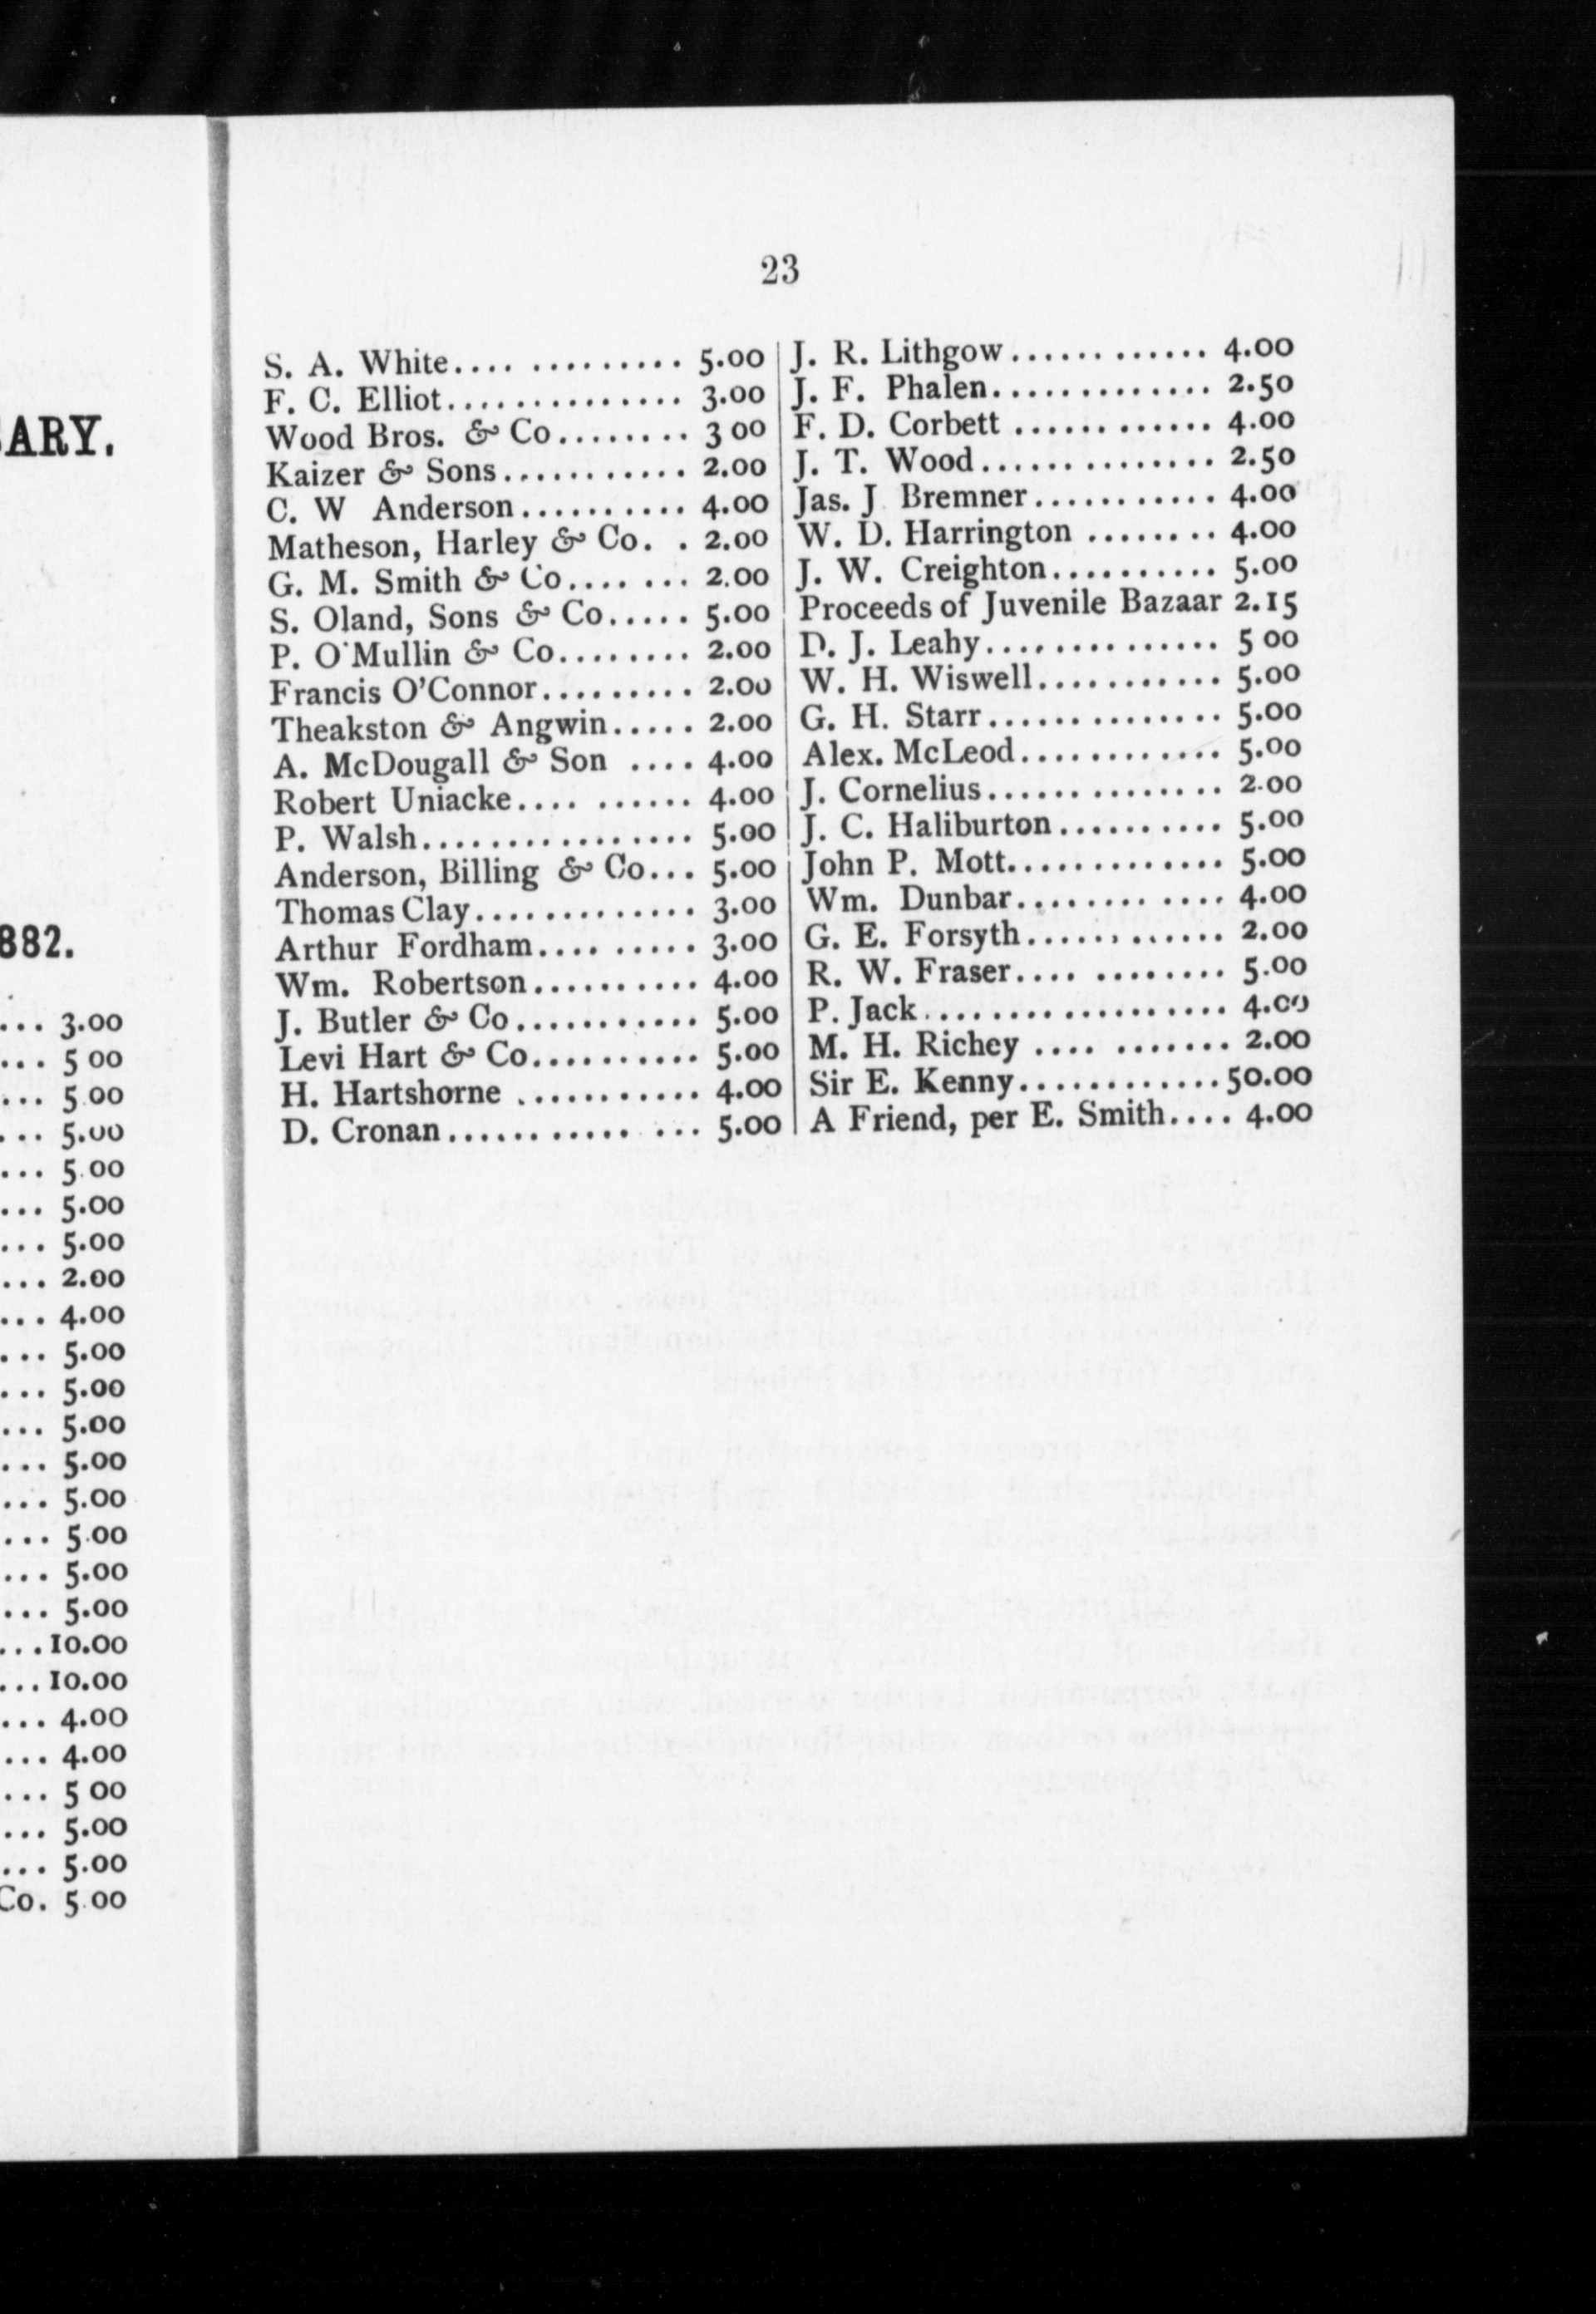 ARY.
882.
... 3.00
... 5 00
... 5.00
... 5.00
... 5.00
... 5.00
... 5.00
... 2.00
... 4.00
... 5.00
... 5.00
... 5.00
... 5.00
... 5.00
... 5.00
... 5.00
... 5.00
...10.00
...10.00
... 4.00
... 4.00
... 5 00
... 5.00
... 5.00
Co. 5.00
23
S. A. White.... ........... 5.00
F. C. Elliot............... 3.00
Wood Bros. & Co........ 3 00
Kaizer & Sons........... 2.00
C. W Anderson.......... 4.00
Matheson, Harley & Co. . 2.00
G. M. Smith & Co.... ... 2.00
S. Oland, Sons & Co..... 5.00
P. O'Mullin & Co........ 2.00
Francis O'Connor......... 2.00
Theakston & Angwin..... 2.00
A. McDougall & Son .... 4.00
Robert Uniacke.... ...... 4.00
P. Walsh................. 5.00
Anderson, Billing & Co... 5.00
Thomas Clay............. 3.00
Arthur Fordham.... ..... 3.00
Wm. Robertson.......... 4.00
J. Butler & Co........... 5.00
Levi Hart & Co.......... 5.00
H. Hartshorne ........... 4.00
D. Cronan........... ... 5.00
J. R. Lithgow............ 4.00
J. F. Phalen.............. 2.50
F. D. Corbett ............ 4.00
J. T. Wood............... 2.50
Jas. J. Bremner........... 4.00
W. D. Harrington ........ 4.00
J. W. Creighton.......... 5.00
Proceeds of Juvenile Bazaar 2.15
D. J. Leahy............... 5 00
W. H. Wiswell........... 5.00
G. H. Starr.............. 5.00
Alex. McLeod............ 5.00
J. Cornelius.............. 2.00
J. C. Haliburton.......... 5.00
John P. Mott............. 5.00
Wm. Dunbar........ .... 4.00
G. E. Forsyth............ 2.00
R. W. Fraser.... ........ 5.00
P. Jack.................. 4.00
M. H. Richey .... ....... 2.00
Sir E. Kenny............50.00
A Friend, per E. Smith.... 4.00